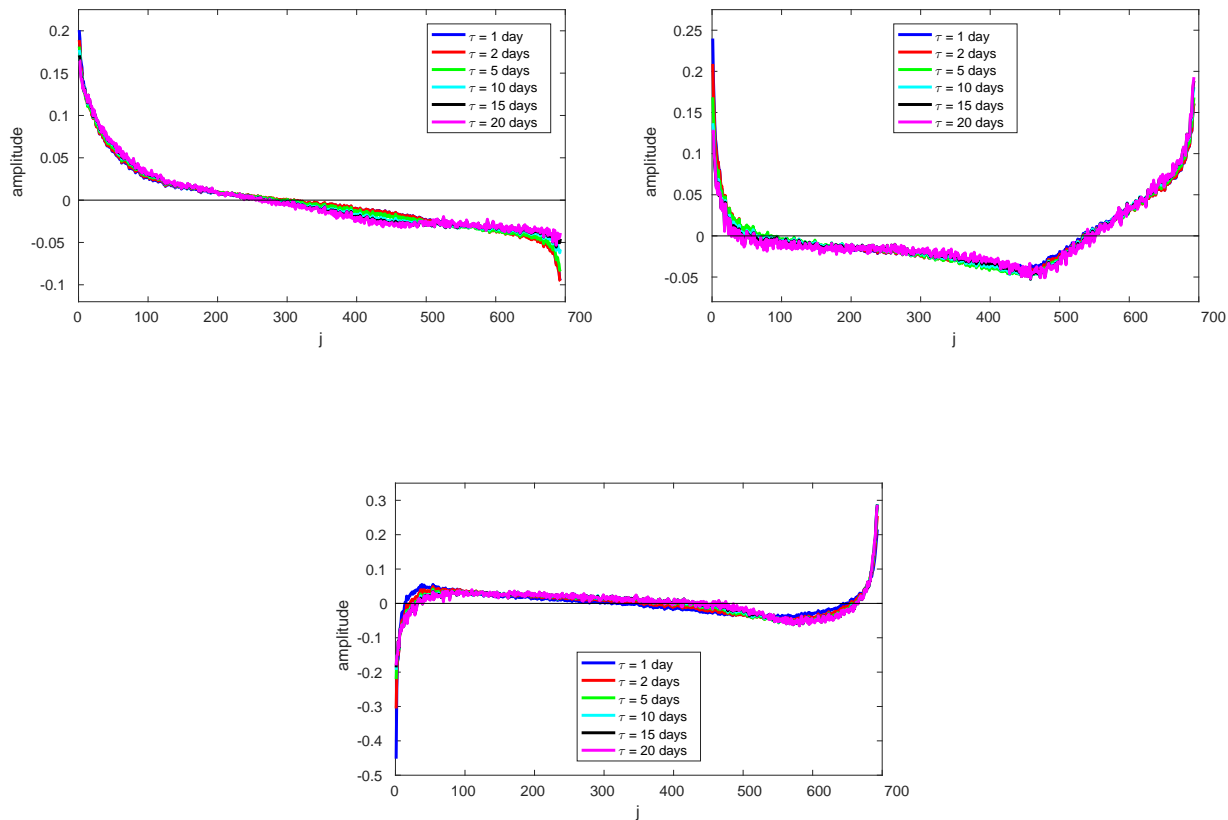 0.2
0.15
0.1
0.05
0
-0.05
-0.1
amplitude
0 100 200 300 400 500 600 700
j
τ = 1 day
τ = 2 days
τ = 5 days
τ = 10 days
τ = 15 days
τ = 20 days
0.25
0.2
0.15
0.1
0.05
0
-0.05
amplitude
0 100 200 300 400 500 600 700
j
τ = 1 day
τ = 2 days
τ = 5 days
τ = 10 days
τ = 15 days
τ = 20 days
0.3
0.2
0.1
0
-0.1
-0.2
-0.3
-0.4
-0.5
amplitude
0 100 200 300 400 500 600 700
j
τ = 1 day
τ = 2 days
τ = 5 days
τ = 10 days
τ = 15 days
τ = 20 days